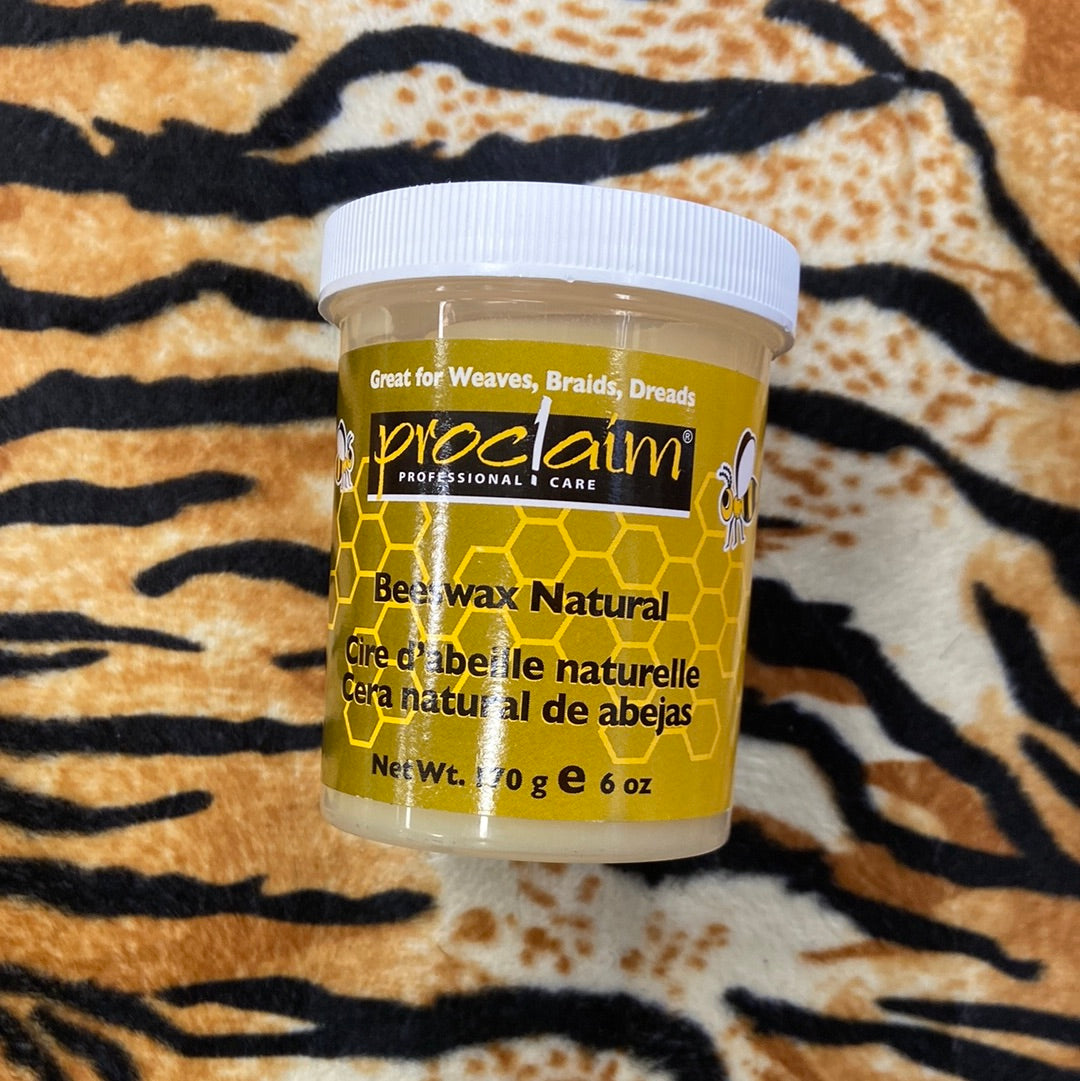 Great for Weaves, Braids, Dreads
proclaim®
PROFESSIONAL CARE
Beeswax Natural
Cire d'abeille naturelle
Cera natural de abejas
Net Wt. 170 g e 6 oz